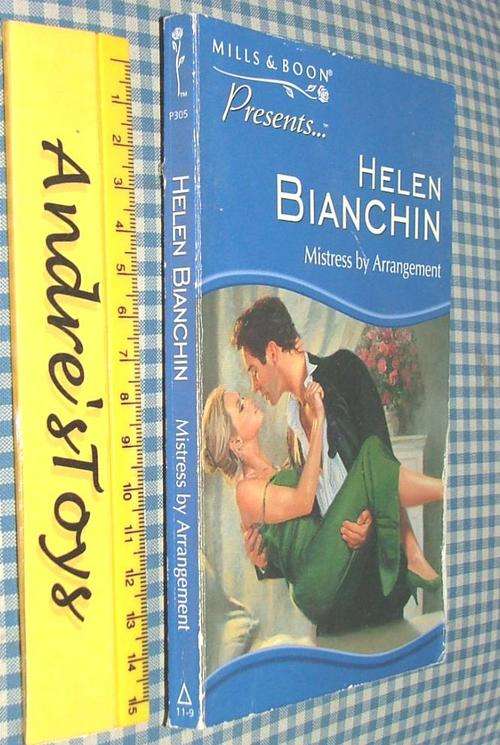 Andre'sToys
1
2
3
4
5
6
7
8
9
10
11
12
13
14
15
P305
HELEN BIANCHIN
Mistress by Arrangement
11-9
MILLS & BOON®
Presents...™
HELEN
BIANCHIN
Mistress by Arrangement